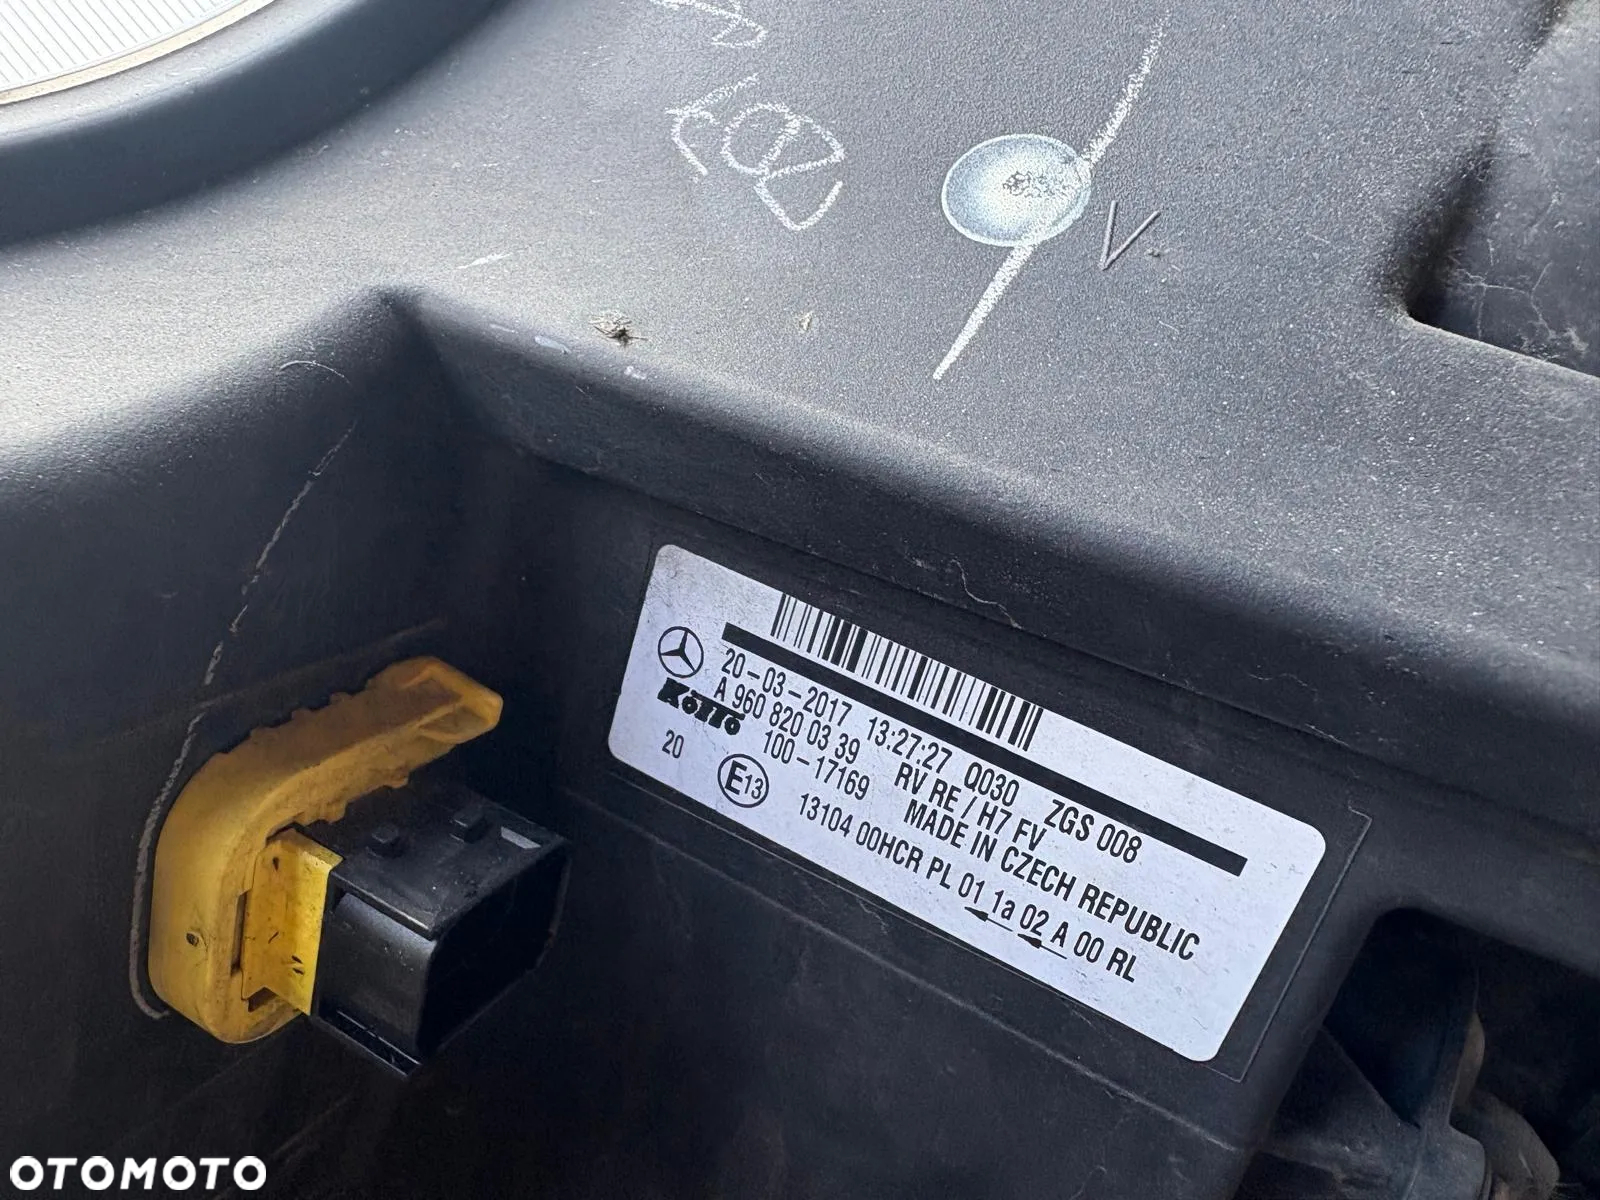 V
20-03-2017 13:27:27 Q030 ZGS 008
A 960 820 03 39 RV RE / H7 FV
KOITO 100-17169 MADE IN CZECH REPUBLIC
20 E13 13104 00HCR PL 01 1a 02 A 00 RL
OTOMOTO